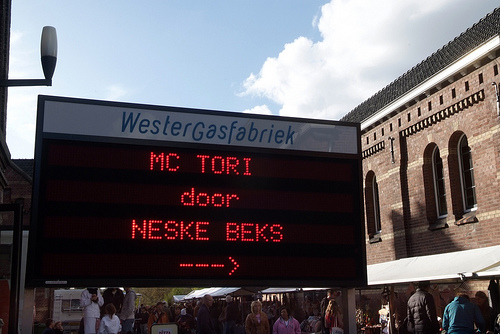 WesterGasfabriek
MC TORI
door
NESKE BEKS
---->